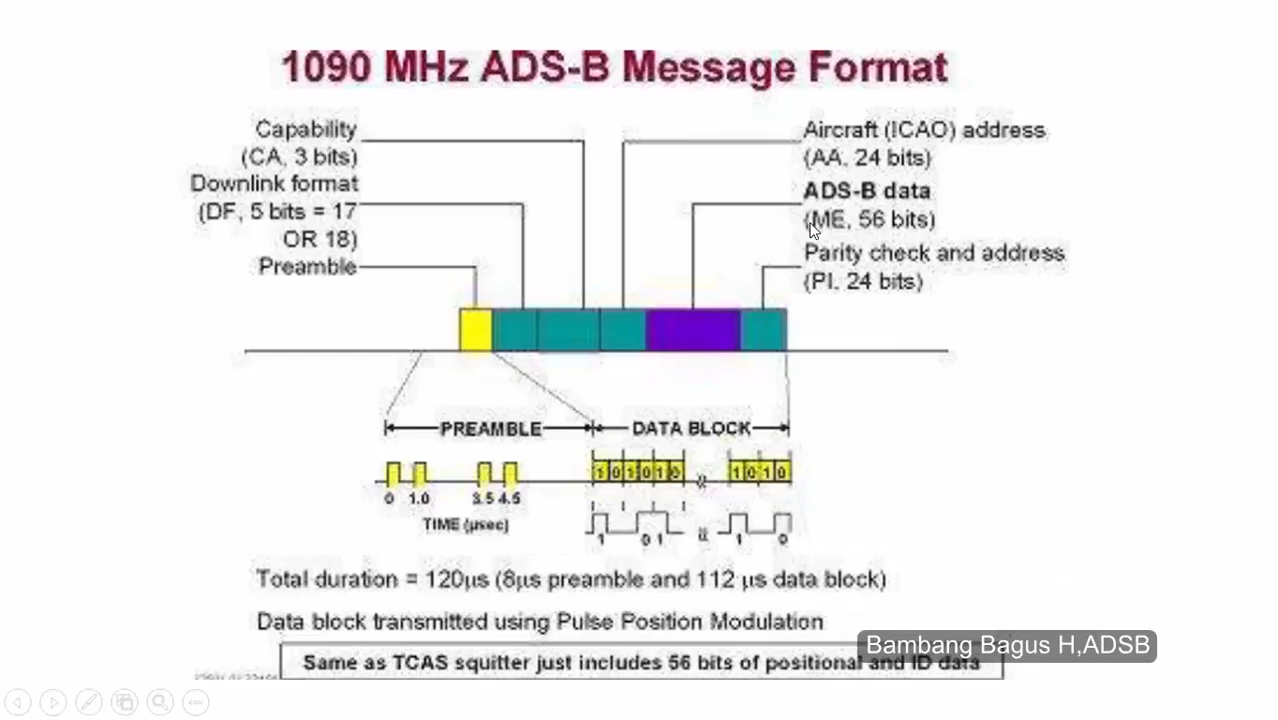 1090 MHz ADS-B Message Format
Capability
(CA, 3 bits)
Downlink format
(DF, 5 bits = 17
OR 18)
Preamble
Aircraft (ICAO) address
(AA, 24 bits)
ADS-B data
(ME, 56 bits)
Parity check and address
(PI, 24 bits)
PREAMBLE
DATA BLOCK
1 0 1 0 1 0
1 0 1 0
0 1.0 3.5 4.5
TIME (µsec)
1 0 1
1 0
Total duration = 120µs (8µs preamble and 112 µs data block)
Data block transmitted using Pulse Position Modulation
Bambang Bagus H,ADSB
Same as TCAS squitter just includes 56 bits of positional and ID data